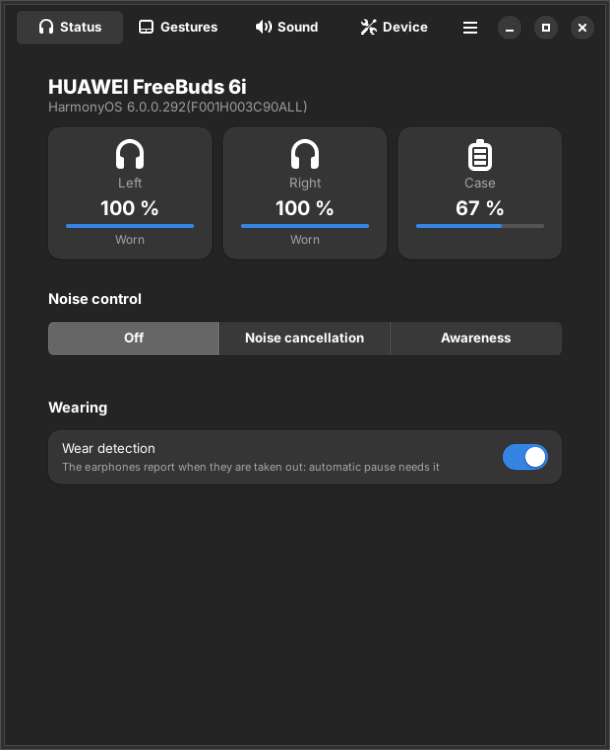 Status
Gestures
Sound
Device
HUAWEI FreeBuds 6i
HarmonyOS 6.0.0.292(F001H003C90ALL)
Left
100 %
Worn
Right
100 %
Worn
Case
67 %
Noise control
Off
Noise cancellation
Awareness
Wearing
Wear detection
The earphones report when they are taken out: automatic pause needs it